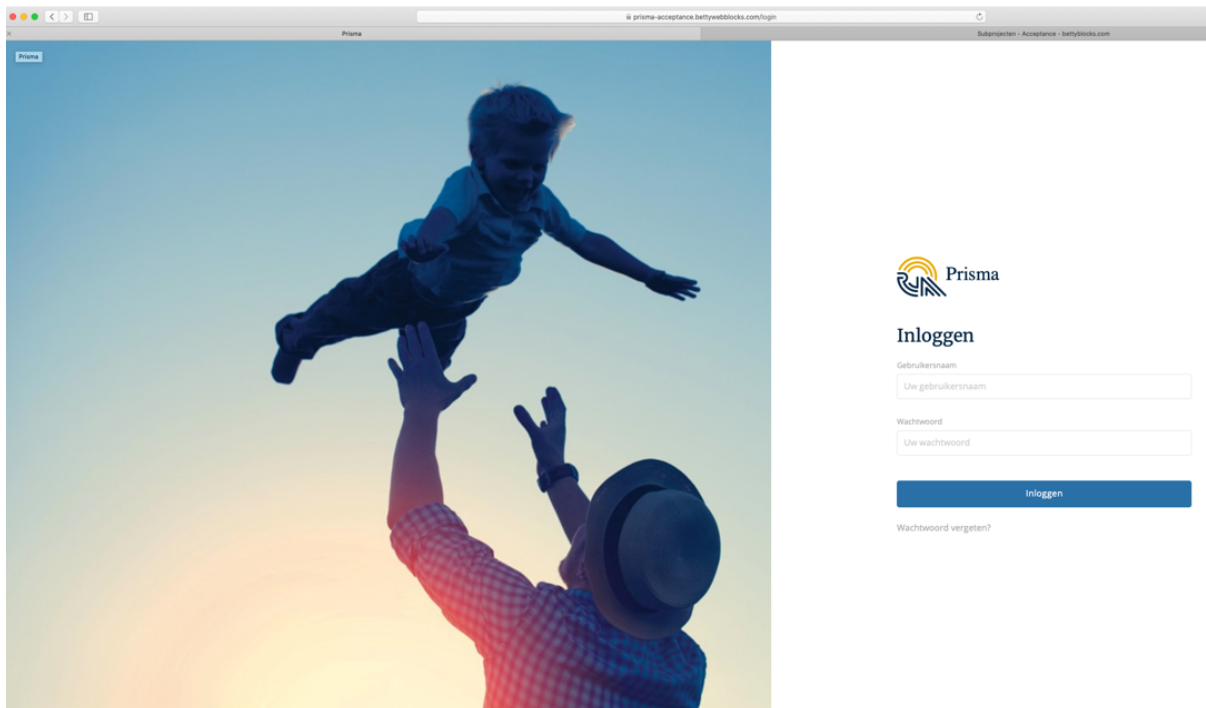 prisma-acceptance.bettywebblocks.com/login
Prisma
Subprojecten - Acceptance - bettyblocks.com
Prisma
Prisma
Inloggen
Gebruikersnaam
Uw gebruikersnaam
Wachtwoord
Uw wachtwoord
Inloggen
Wachtwoord vergeten?